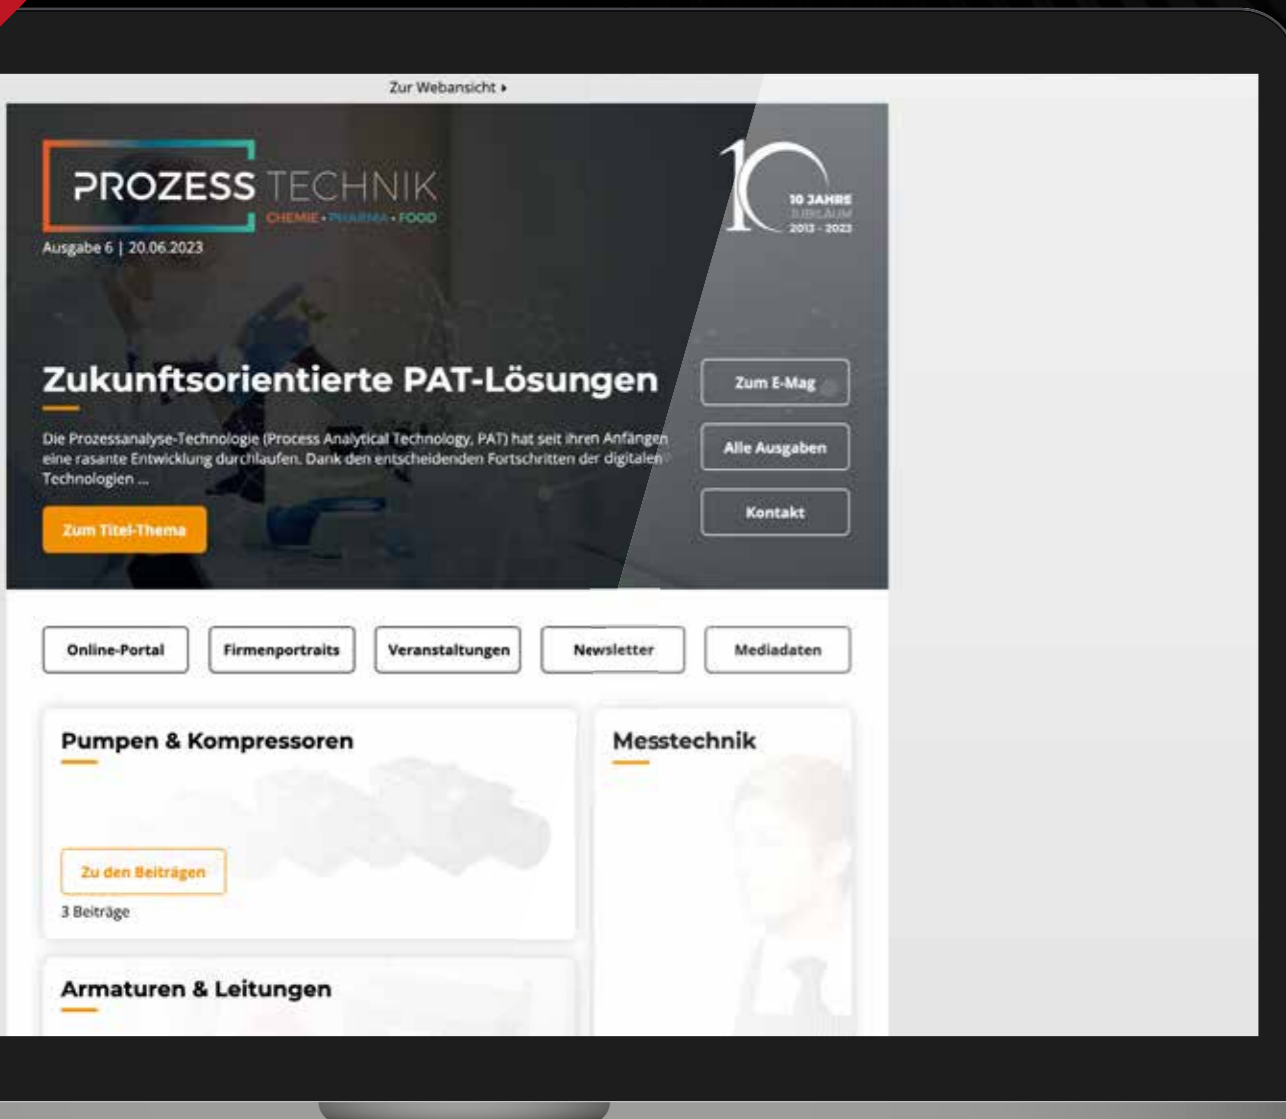 Zur Webansicht
PROZESS TECHNIK
CHEMIE • PHARMA • FOOD
Ausgabe 6 | 20.06.2023
10
10 JAHRE
JUBILÄUM
2013 - 2023
Zukunftsorientierte PAT-Lösungen
Die Prozessanalyse-Technologie (Process Analytical Technology, PAT) hat seit ihren Anfängen
eine rasante Entwicklung durchlaufen. Dank den entscheidenden Fortschritten der digitalen
Technologien ...
Zum Titel-Thema
Zum E-Mag
Alle Ausgaben
Kontakt
Online-Portal
Firmenportraits
Veranstaltungen
Newsletter
Mediadaten
Pumpen & Kompressoren
Zu den Beiträgen
3 Beiträge
Messtechnik
Armaturen & Leitungen